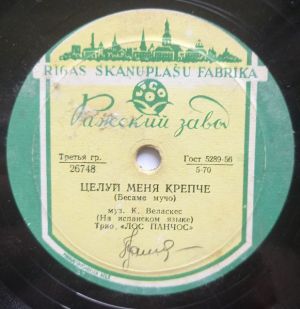 RĪGAS SKAŅUPLAŠU FABRIKA
Рижский завод
Третья гр. Гост 5289-56
26748 5-70
ЦЕЛУЙ МЕНЯ КРЕПЧЕ
(Бесаме мучо)
муз. К. Веласкес
(На испанском языке)
Трио „ЛОС ПАНЧОС"